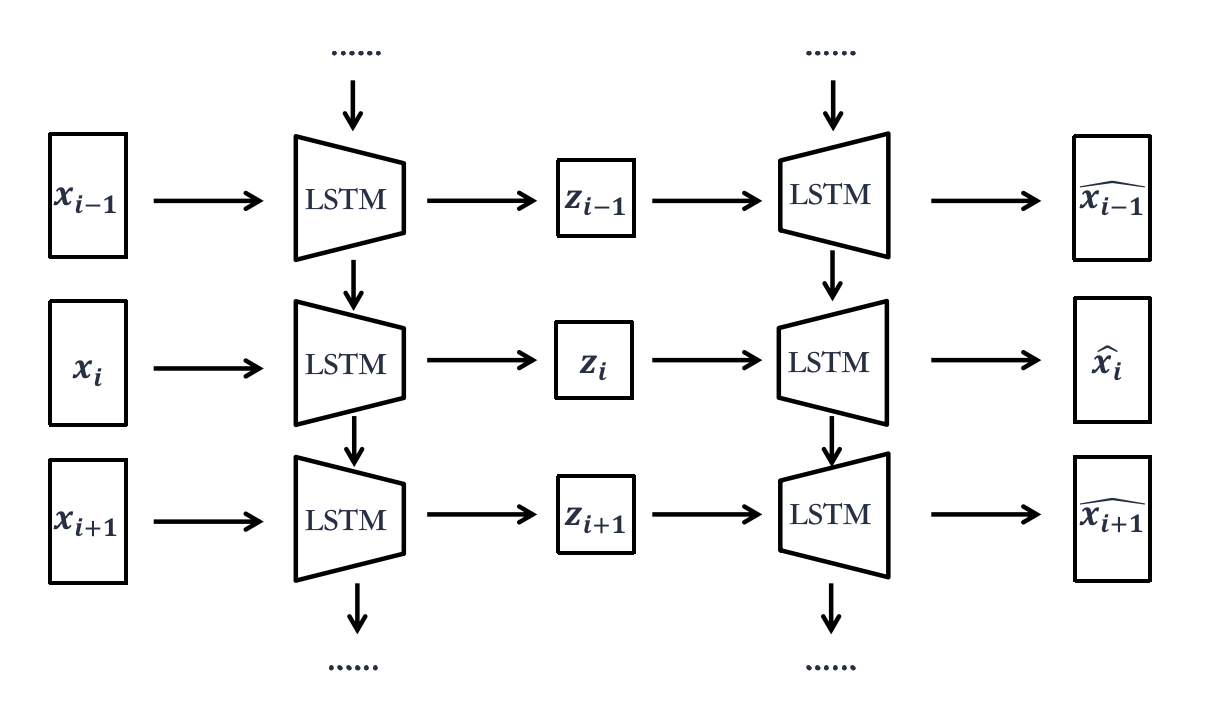 ...... ......
x_{i-1} LSTM z_{i-1} LSTM \widehat{x_{i-1}}
x_i LSTM z_i LSTM \widehat{x_i}
x_{i+1} LSTM z_{i+1} LSTM \widehat{x_{i+1}}
...... ......